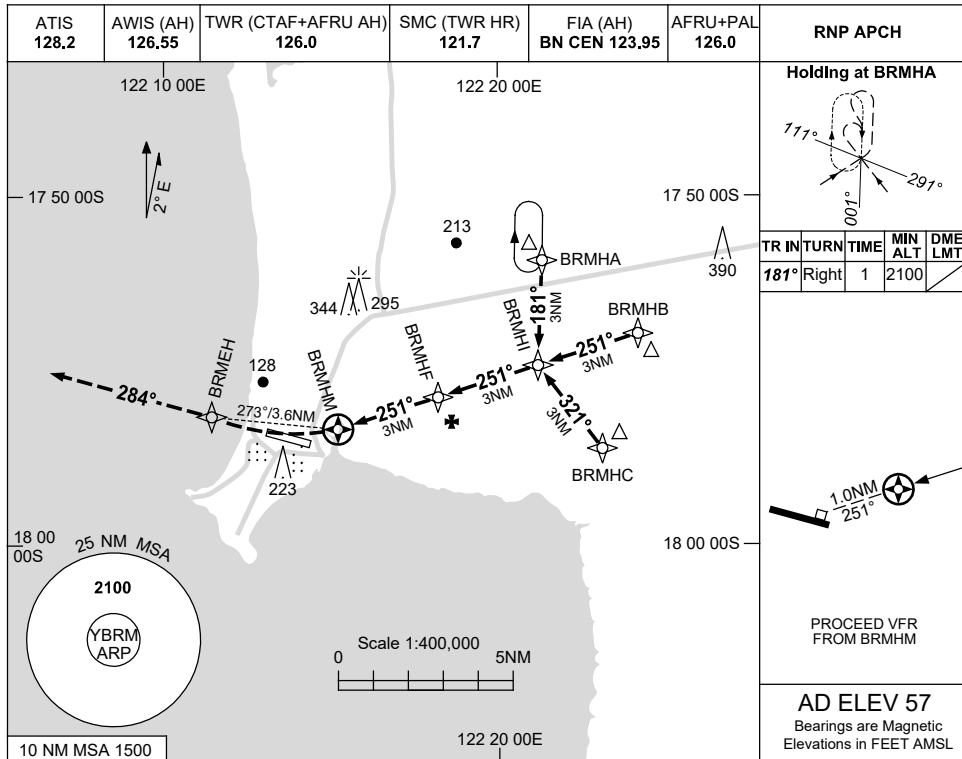 ATIS
128.2
AWIS (AH)
126.55
TWR (CTAF+AFRU AH)
126.0
SMC (TWR HR)
121.7
FIA (AH)
BN CEN 123.95
AFRU+PAL
126.0
RNP APCH
122 10 00E
122 20 00E
2° E
17 50 00S
17 50 00S
213
BRMHA
390
344
295
181°
3NM
BRMHI
BRMHB
251°
3NM
BRMHF
251°
3NM
BRMEH
128
BRMHM
251°
3NM
321°
3NM
284°
273°/3.6NM
BRMHC
223
18 00
00S
18 00 00S
25 NM MSA
2100
YBRM
ARP
Scale 1:400,000
0
5NM
10 NM MSA 1500
122 20 00E
Holding at BRMHA
111°
291°
001°
TR IN
TURN
TIME
MIN
ALT
DME
LMT
181°
Right
1
2100
1.0NM
251°
PROCEED VFR
FROM BRMHM
AD ELEV 57
Bearings are Magnetic
Elevations in FEET AMSL